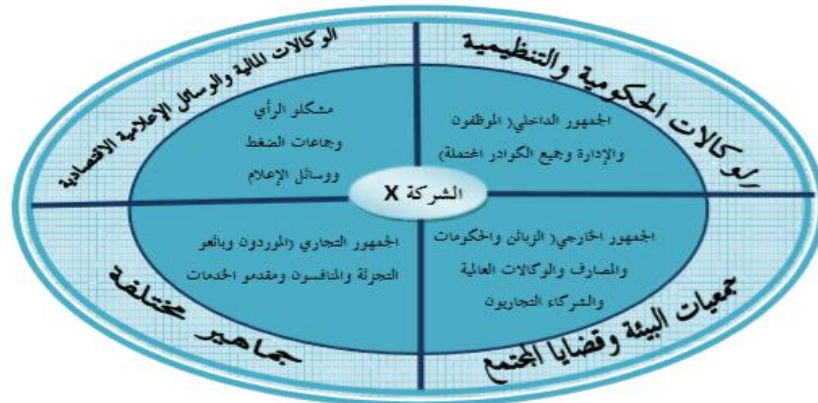 الوكالات الحكومية والتنظيمية
الوكالات المالية والوسائل الإعلامية الاقتصادية
الجمهور الداخلي( الموظفون
والإدارة وجميع الكوادر المحتملة)
مشكلو الرأي
وجماعات الضغط
ووسائل الإعلام
الشركة X
الجمهور الخارجي( الزبائن والحكومات
والمصارف والوكالات العالمية
والشركاء التجاريون
الجمهور التجاري (الموردون وبائعو
التجزئة والمنافسون ومقدمو الخدمات
جمعيات البيئة وقضايا المجتمع
جماهير مختلفة